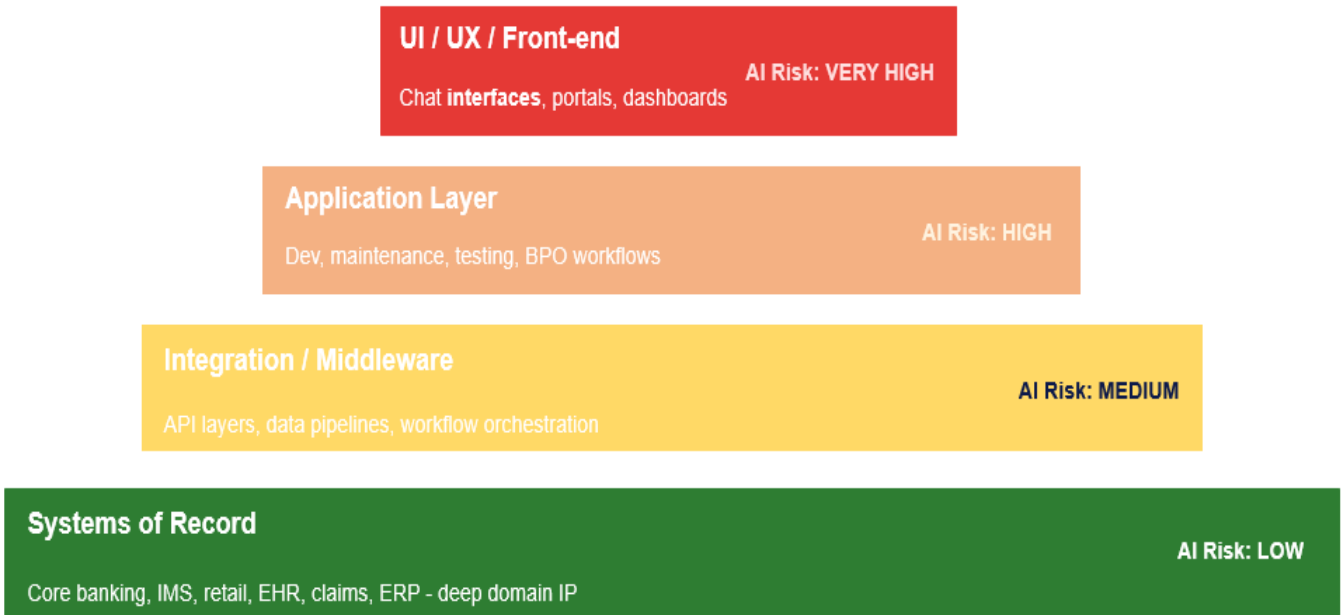 UI / UX / Front-end
AI Risk: VERY HIGH
Chat interfaces, portals, dashboards
Application Layer
AI Risk: HIGH
Dev, maintenance, testing, BPO workflows
Integration / Middleware
AI Risk: MEDIUM
API layers, data pipelines, workflow orchestration
Systems of Record
AI Risk: LOW
Core banking, IMS, retail, EHR, claims, ERP - deep domain IP